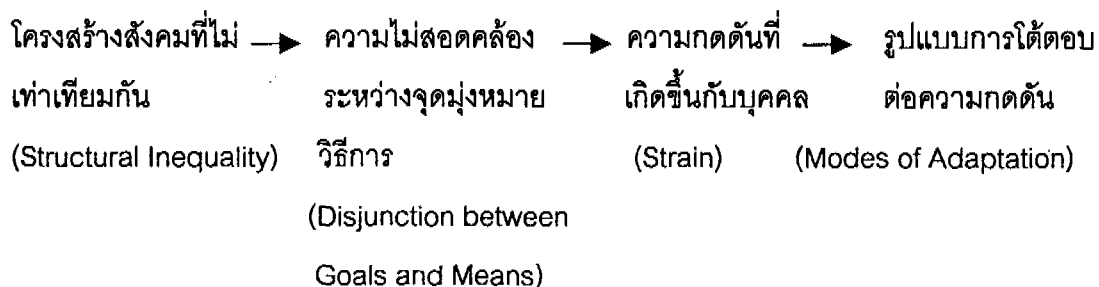 โครงสร้างสังคมที่ไม่ → ความไม่สอดคล้อง → ความกดดันที่ → รูปแบบการโต้ตอบ
เท่าเทียมกัน ระหว่างจุดมุ่งหมาย เกิดขึ้นกับบุคคล ต่อความกดดัน
(Structural Inequality) วิธีการ (Strain) (Modes of Adaptation)
(Disjunction between
Goals and Means)